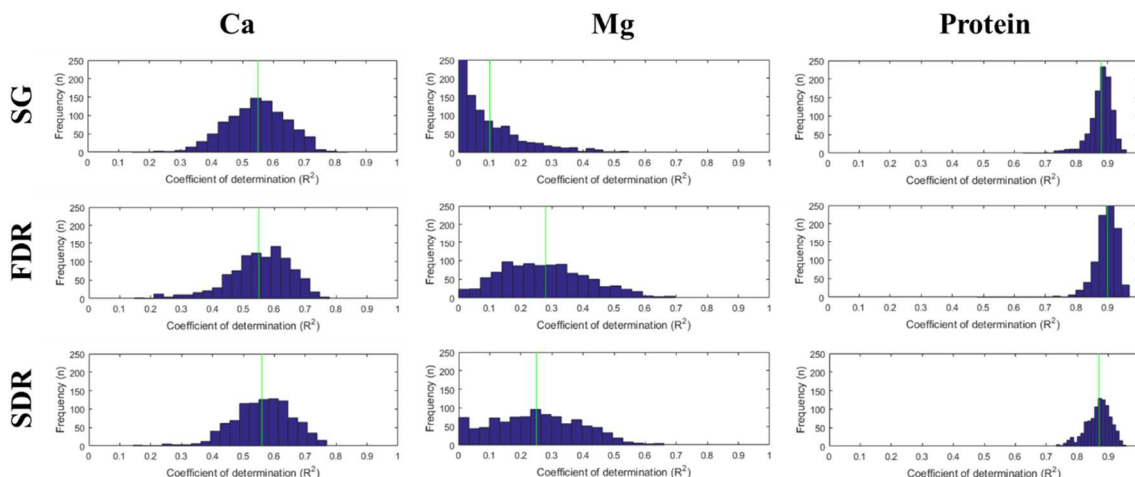 Ca Mg Protein
SG
Frequency (n)
250
200
150
100
50
0
0 0.1 0.2 0.3 0.4 0.5 0.6 0.7 0.8 0.9 1
Coefficient of determination (R²)
Frequency (n)
250
200
150
100
50
0
0 0.1 0.2 0.3 0.4 0.5 0.6 0.7 0.8 0.9 1
Coefficient of determination (R²)
Frequency (n)
250
200
150
100
50
0
0 0.1 0.2 0.3 0.4 0.5 0.6 0.7 0.8 0.9
Coefficient of determination (R²)
FDR
Frequency (n)
250
200
150
100
50
0
0 0.1 0.2 0.3 0.4 0.5 0.6 0.7 0.8 0.9 1
Coefficient of determination (R²)
Frequency (n)
250
200
150
100
50
0
0 0.1 0.2 0.3 0.4 0.5 0.6 0.7 0.8 0.9 1
Coefficient of determination (R²)
Frequency (n)
250
200
150
100
50
0
0 0.1 0.2 0.3 0.4 0.5 0.6 0.7 0.8 0.9
Coefficient of determination (R²)
SDR
Frequency (n)
250
200
150
100
50
0
0 0.1 0.2 0.3 0.4 0.5 0.6 0.7 0.8 0.9 1
Coefficient of determination (R²)
Frequency (n)
250
200
150
100
50
0
0 0.1 0.2 0.3 0.4 0.5 0.6 0.7 0.8 0.9 1
Coefficient of determination (R²)
Frequency (n)
250
200
150
100
50
0
0 0.1 0.2 0.3 0.4 0.5 0.6 0.7 0.8 0.9
Coefficient of determination (R²)